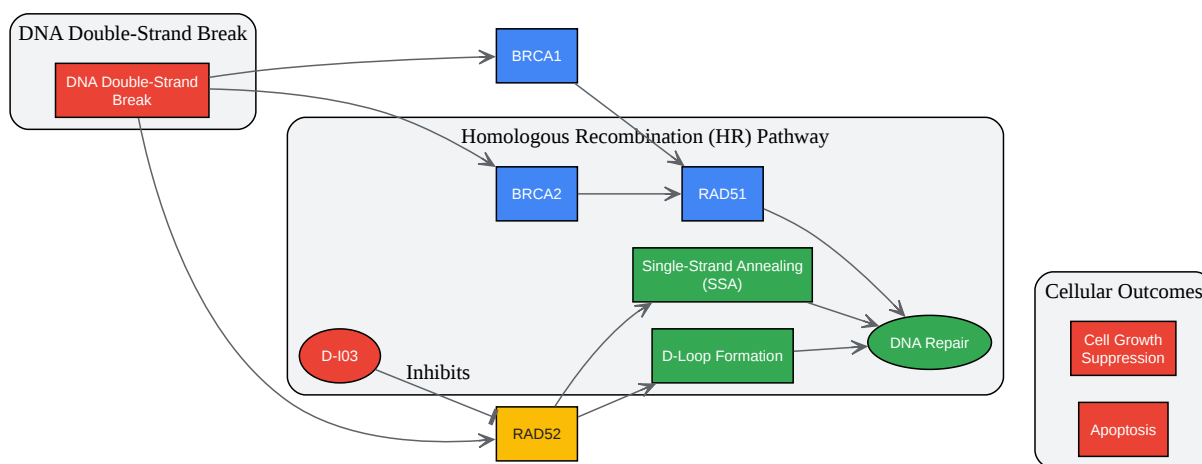 DNA Double-Strand Break
DNA Double-Strand
Break
BRCA1
Homologous Recombination (HR) Pathway
BRCA2
RAD51
Single-Strand Annealing
(SSA)
D-I03
Inhibits
D-Loop Formation
DNA Repair
RAD52
Cellular Outcomes
Cell Growth
Suppression
Apoptosis